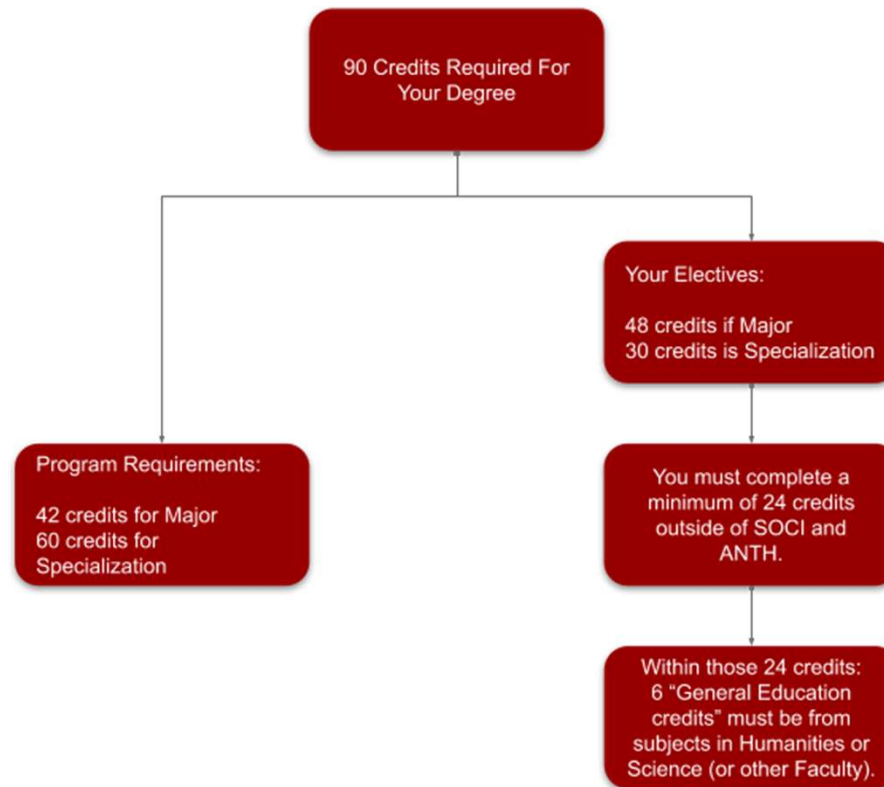 90 Credits Required For
Your Degree
Your Electives:
48 credits if Major
30 credits is Specialization
Program Requirements:
42 credits for Major
60 credits for
Specialization
You must complete a
minimum of 24 credits
outside of SOCI and
ANTH.
Within those 24 credits:
6 “General Education
credits” must be from
subjects in Humanities or
Science (or other Faculty).